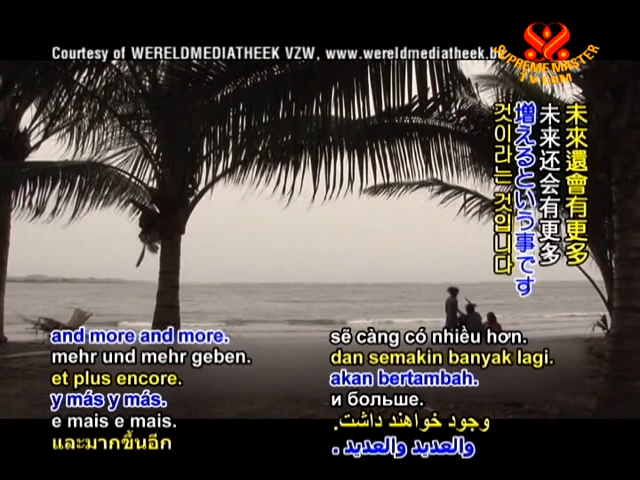 Courtesy of WERELDMEDIATHEEK VZW, www.wereldmediatheek.be
SUPREME MASTER
TV.COM
未來還會有更多
未来还会有更多
増えるという事です
것이라는 것입니다
and more and more.
mehr und mehr geben.
et plus encore.
y más y más.
e mais e mais.
และมากขึ้นอีก
sẽ càng có nhiều hơn.
dan semakin banyak lagi.
akan bertambah.
и больше.
وجود خواهند داشت.
والعديد والعديد .